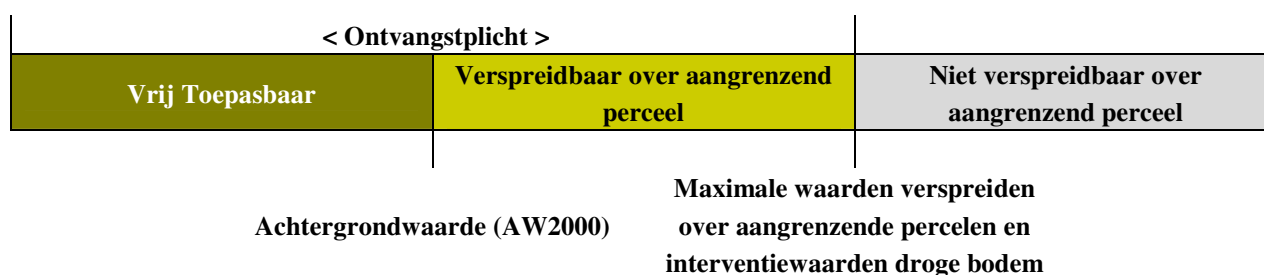 < Ontvangstplicht >
Vrij Toepasbaar
Verspreidbaar over aangrenzend
perceel
Niet verspreidbaar over
aangrenzend perceel
Achtergrondwaarde (AW2000)
Maximale waarden verspreiden
over aangrenzende percelen en
interventiewaarden droge bodem